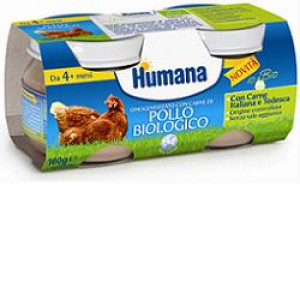 Da 4+ mesi
Humana
NOVITÀ
Bio
OMOGENEIZZATO CON CARNE DI
POLLO
BIOLOGICO
Con Carne
Italiana e Tedesca
Origine controllata
Senza sale aggiunto
160g e